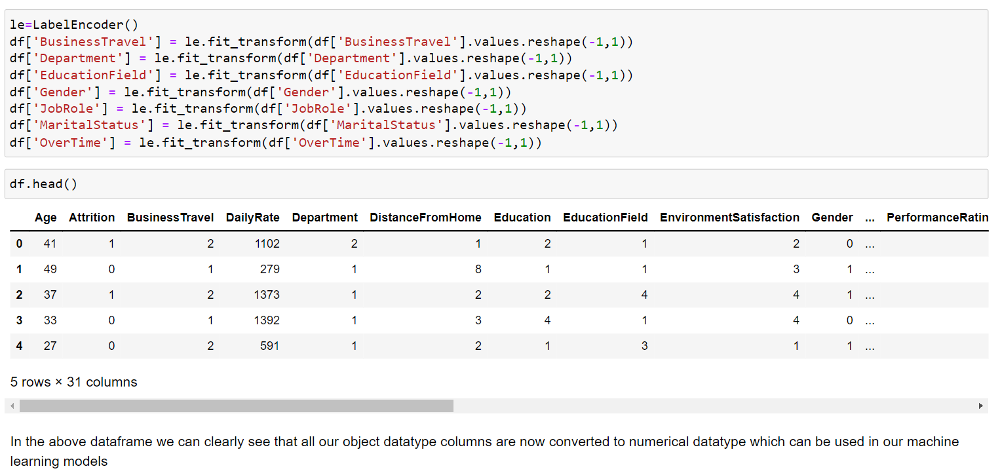 le=LabelEncoder()
df['BusinessTravel'] = le.fit_transform(df['BusinessTravel'].values.reshape(-1,1))
df['Department'] = le.fit_transform(df['Department'].values.reshape(-1,1))
df['EducationField'] = le.fit_transform(df['EducationField'].values.reshape(-1,1))
df['Gender'] = le.fit_transform(df['Gender'].values.reshape(-1,1))
df['JobRole'] = le.fit_transform(df['JobRole'].values.reshape(-1,1))
df['MaritalStatus'] = le.fit_transform(df['MaritalStatus'].values.reshape(-1,1))
df['OverTime'] = le.fit_transform(df['OverTime'].values.reshape(-1,1))
df.head()
Age Attrition BusinessTravel DailyRate Department DistanceFromHome Education EducationField EnvironmentSatisfaction Gender ... PerformanceRatin
0 41 1 2 1102 2 1 2 1 2 0 ...
1 49 0 1 279 1 8 1 1 3 1 ...
2 37 1 2 1373 1 2 2 4 4 1 ...
3 33 0 1 1392 1 3 4 1 4 0 ...
4 27 0 2 591 1 2 1 3 1 1 ...
5 rows × 31 columns
In the above dataframe we can clearly see that all our object datatype columns are now converted to numerical datatype which can be used in our machine
learning models